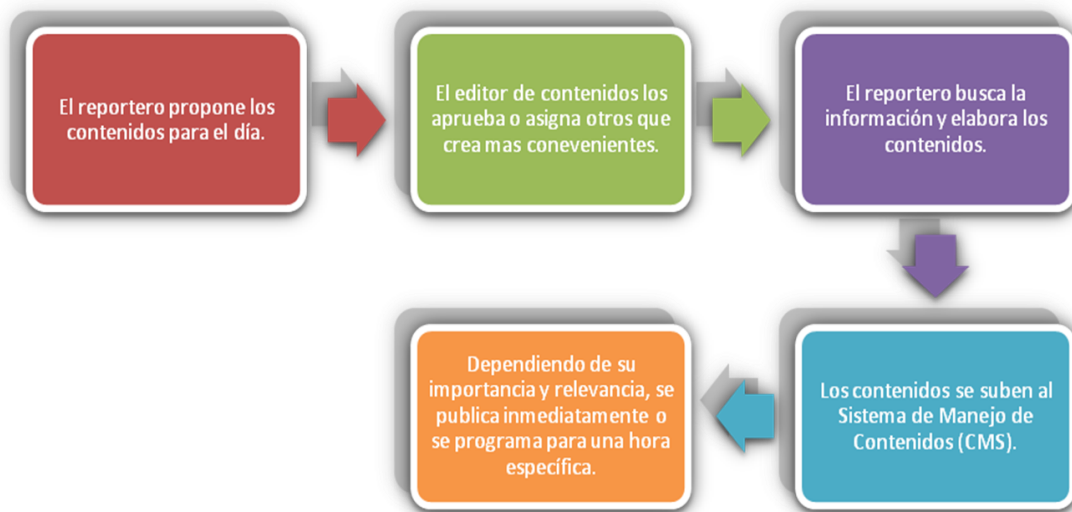 El reportero propone los
contenidos para el día.
El editor de contenidos los
aprueba o asigna otros que
crea mas conevenientes.
El reportero busca la
información y elabora los
contenidos.
Los contenidos se suben al
Sistema de Manejo de
Contenidos (CMS).
Dependiendo de su
importancia y relevancia, se
publica inmediatamente o
se programa para una hora
específica.